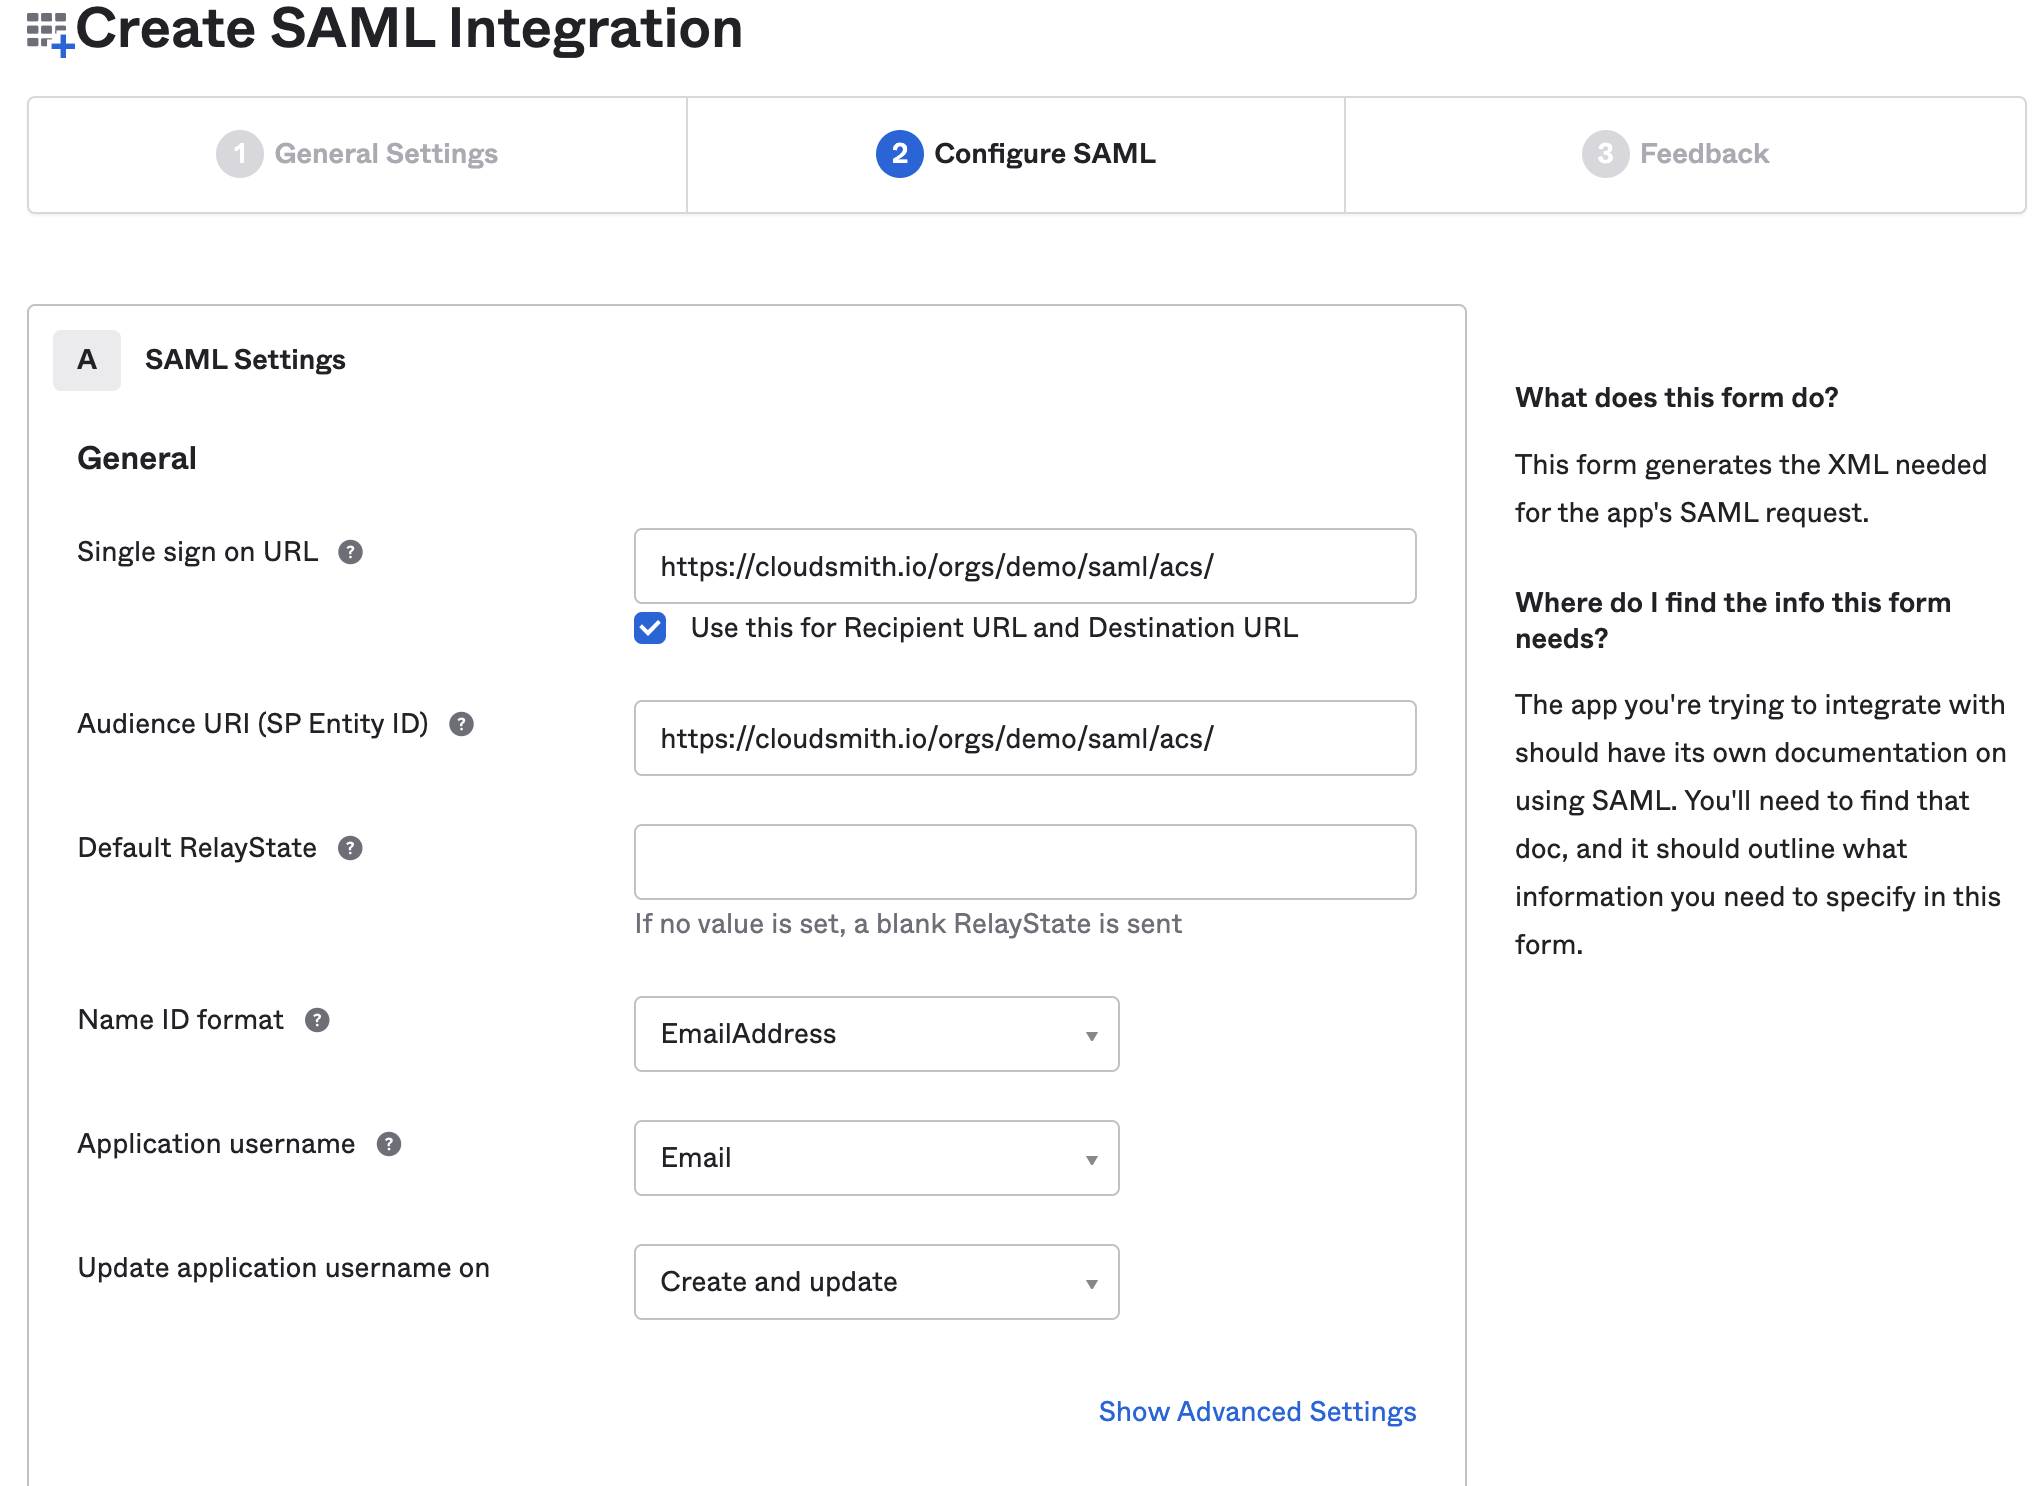 Create SAML Integration
1 General Settings
2 Configure SAML
3 Feedback
A SAML Settings
General
Single sign on URL ?
https://cloudsmith.io/orgs/demo/saml/acs/
Use this for Recipient URL and Destination URL
Audience URI (SP Entity ID) ?
https://cloudsmith.io/orgs/demo/saml/acs/
Default RelayState ?
If no value is set, a blank RelayState is sent
Name ID format ?
EmailAddress
Application username ?
Email
Update application username on
Create and update
Show Advanced Settings
What does this form do?
This form generates the XML needed
for the app's SAML request.
Where do I find the info this form
needs?
The app you're trying to integrate with
should have its own documentation on
using SAML. You'll need to find that
doc, and it should outline what
information you need to specify in this
form.